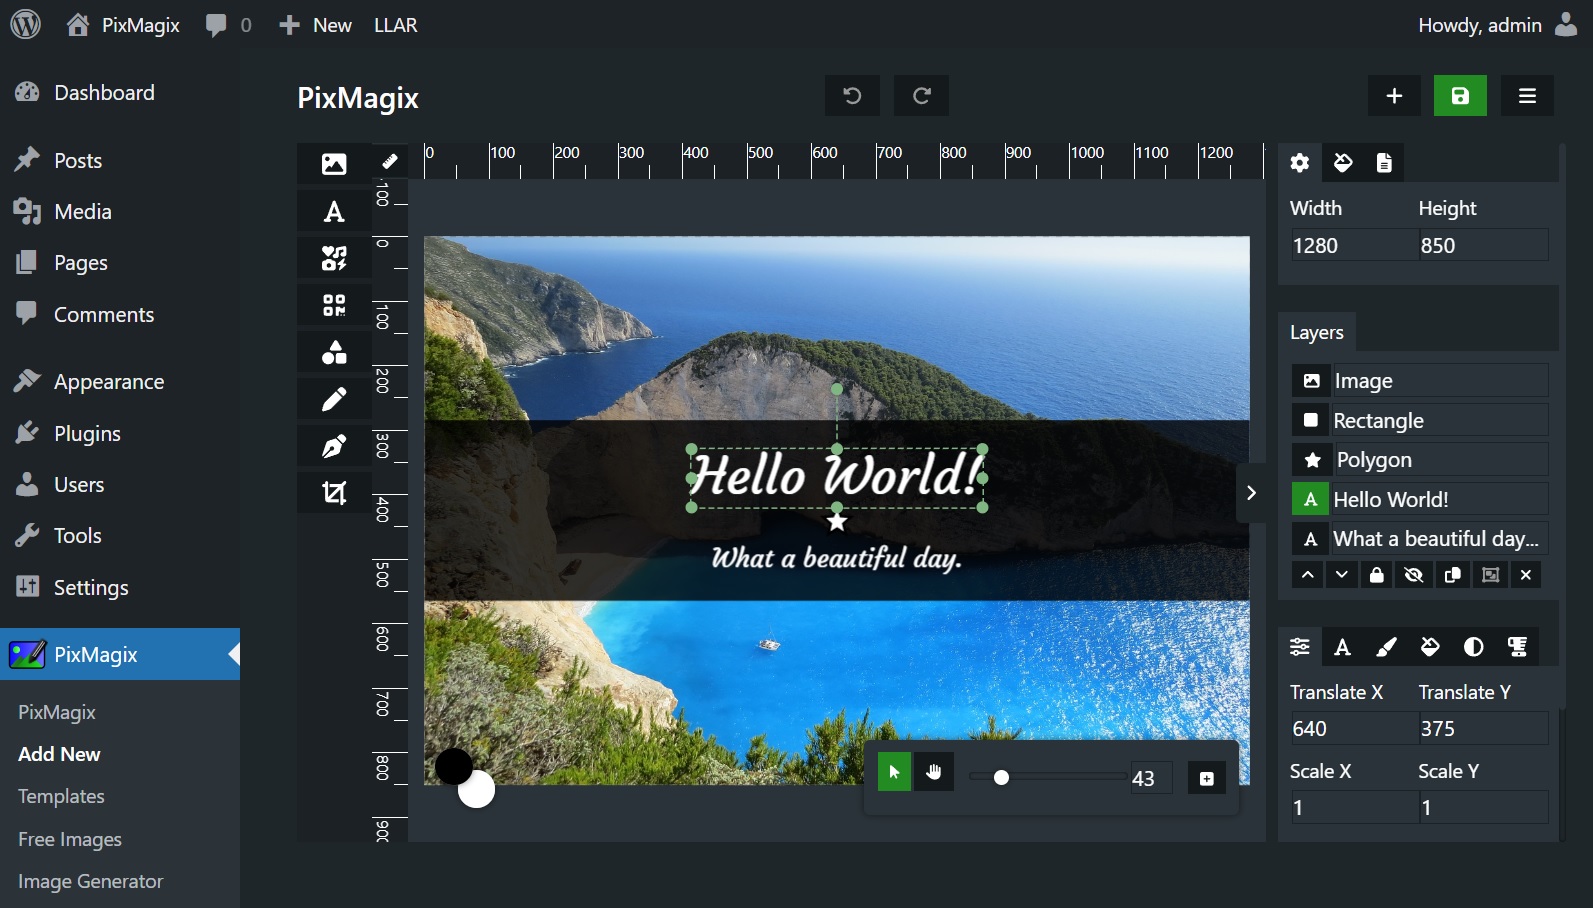 PixMagix 0 New LLAR Howdy, admin
Dashboard
Posts
Media
Pages
Comments
Appearance
Plugins
Users
Tools
Settings
PixMagix
PixMagix
Add New
Templates
Free Images
Image Generator
PixMagix
0 100 200 300 400 500 600 700 800 900 1000 1100 1200
100
0
100
200
300
400
500
600
700
800
900
Hello World!
What a beautiful day.
43
Width Height
1280 850
Layers
Image
Rectangle
Polygon
Hello World!
What a beautiful day...
Translate X Translate Y
640 375
Scale X Scale Y
1 1